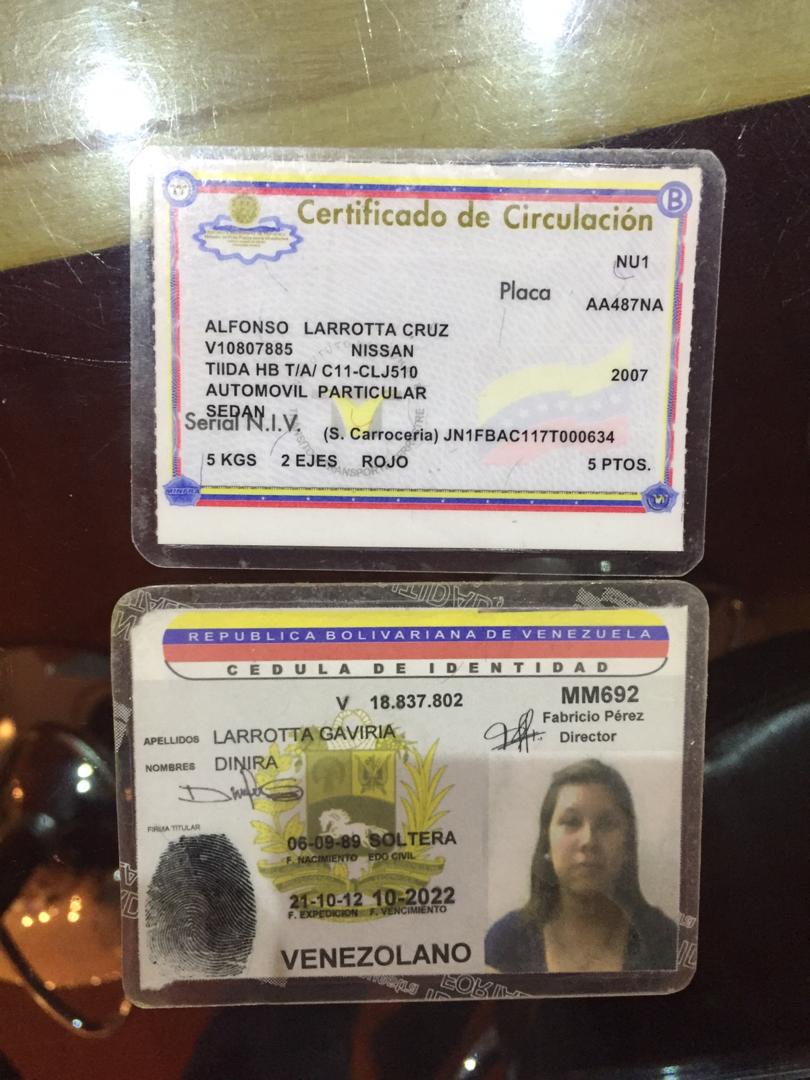 B
Certificado de Circulación
NU1
Placa
AA487NA
ALFONSO LARROTTA CRUZ
V10807885 NISSAN
TIIDA HB T/A/ C11-CLJ510 2007
AUTOMOVIL PARTICULAR
SEDAN
Serial N.I.V. (S. Carroceria) JN1FBAC117T000634
5 KGS 2 EJES ROJO 5 PTOS.
REPUBLICA BOLIVARIANA DE VENEZUELA
CEDULA DE IDENTIDAD
V 18.837.802 MM692
Fabricio Pérez
Director
APELLIDOS LARROTTA GAVIRIA
NOMBRES DINIRA
FIRMA TITULAR
06-09-89 SOLTERA
F. NACIMIENTO EDO CIVIL
21-10-12 10-2022
F. EXPEDICION F. VENCIMIENTO
VENEZOLANO